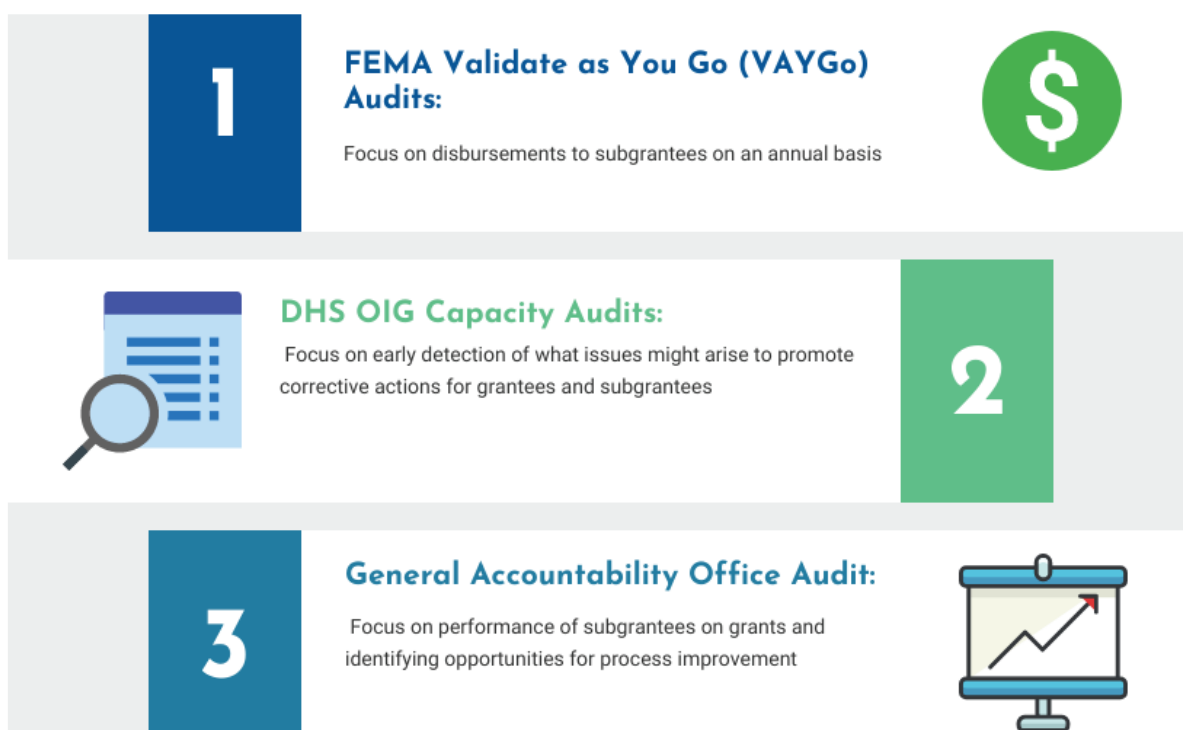 1
FEMA Validate as You Go (VAYGo)
Audits:
Focus on disbursements to subgrantees on an annual basis
$
DHS OIG Capacity Audits:
Focus on early detection of what issues might arise to promote
corrective actions for grantees and subgrantees
2
3
General Accountability Office Audit:
Focus on performance of subgrantees on grants and
identifying opportunities for process improvement